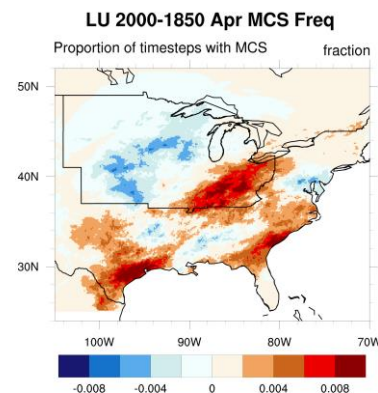 LU 2000-1850 Apr MCS Freq
Proportion of timesteps with MCS fraction
50N
40N
30N
100W 90W 80W 70W
-0.008 -0.004 0 0.004 0.008